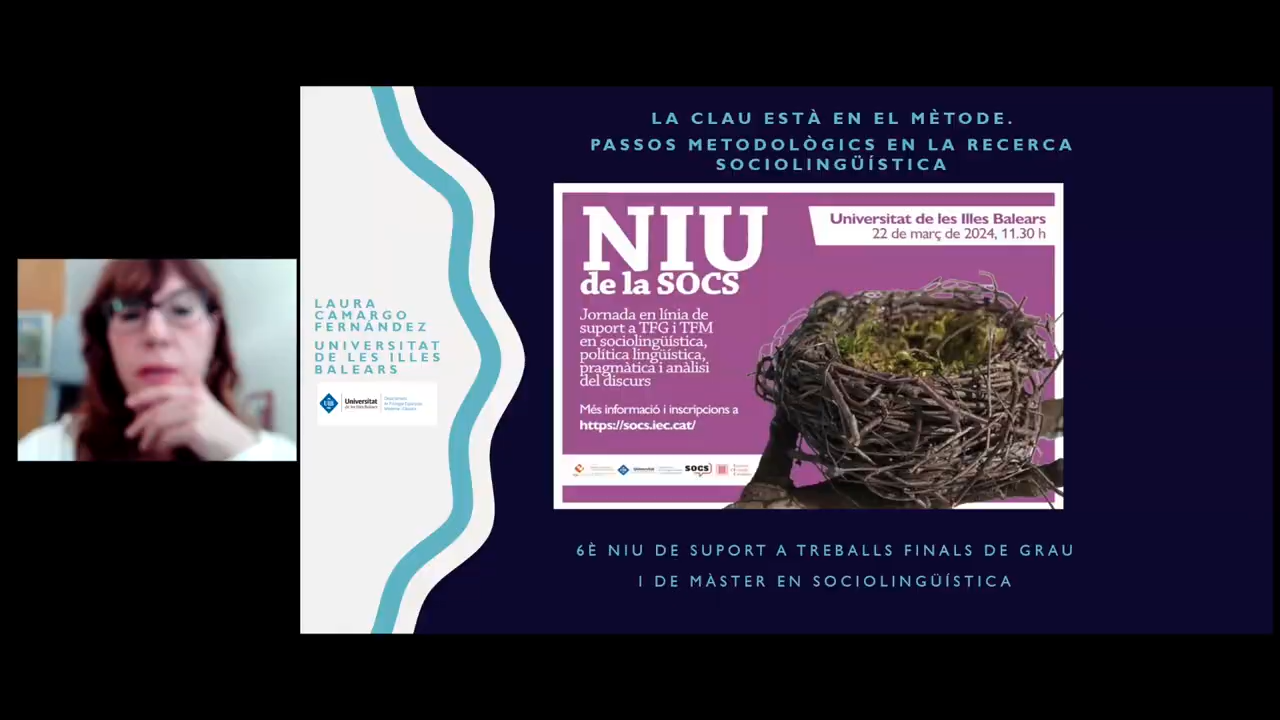 LA CLAU ESTÀ EN EL MÈTODE.
PASSOS METODOLÒGICS EN LA RECERCA
SOCIOLINGÜÍSTICA
LAURA
CAMARGO
FERNÁNDEZ
UNIVERSITAT
DE LES ILLES
BALEARS
Universitat
de les Illes Balears
NIU
de la SOCS
Universitat de les Illes Balears
22 de març de 2024, 11.30 h
Jornada en línia de
suport a TFG i TFM
en sociolingüística,
política lingüística,
pragmàtica i anàlisi
del discurs
Més informació i inscripcions a
https://socs.iec.cat/
Universitat
socs
6È NIU DE SUPORT A TREBALLS FINALS DE GRAU
I DE MÀSTER EN SOCIOLINGÜÍSTICA